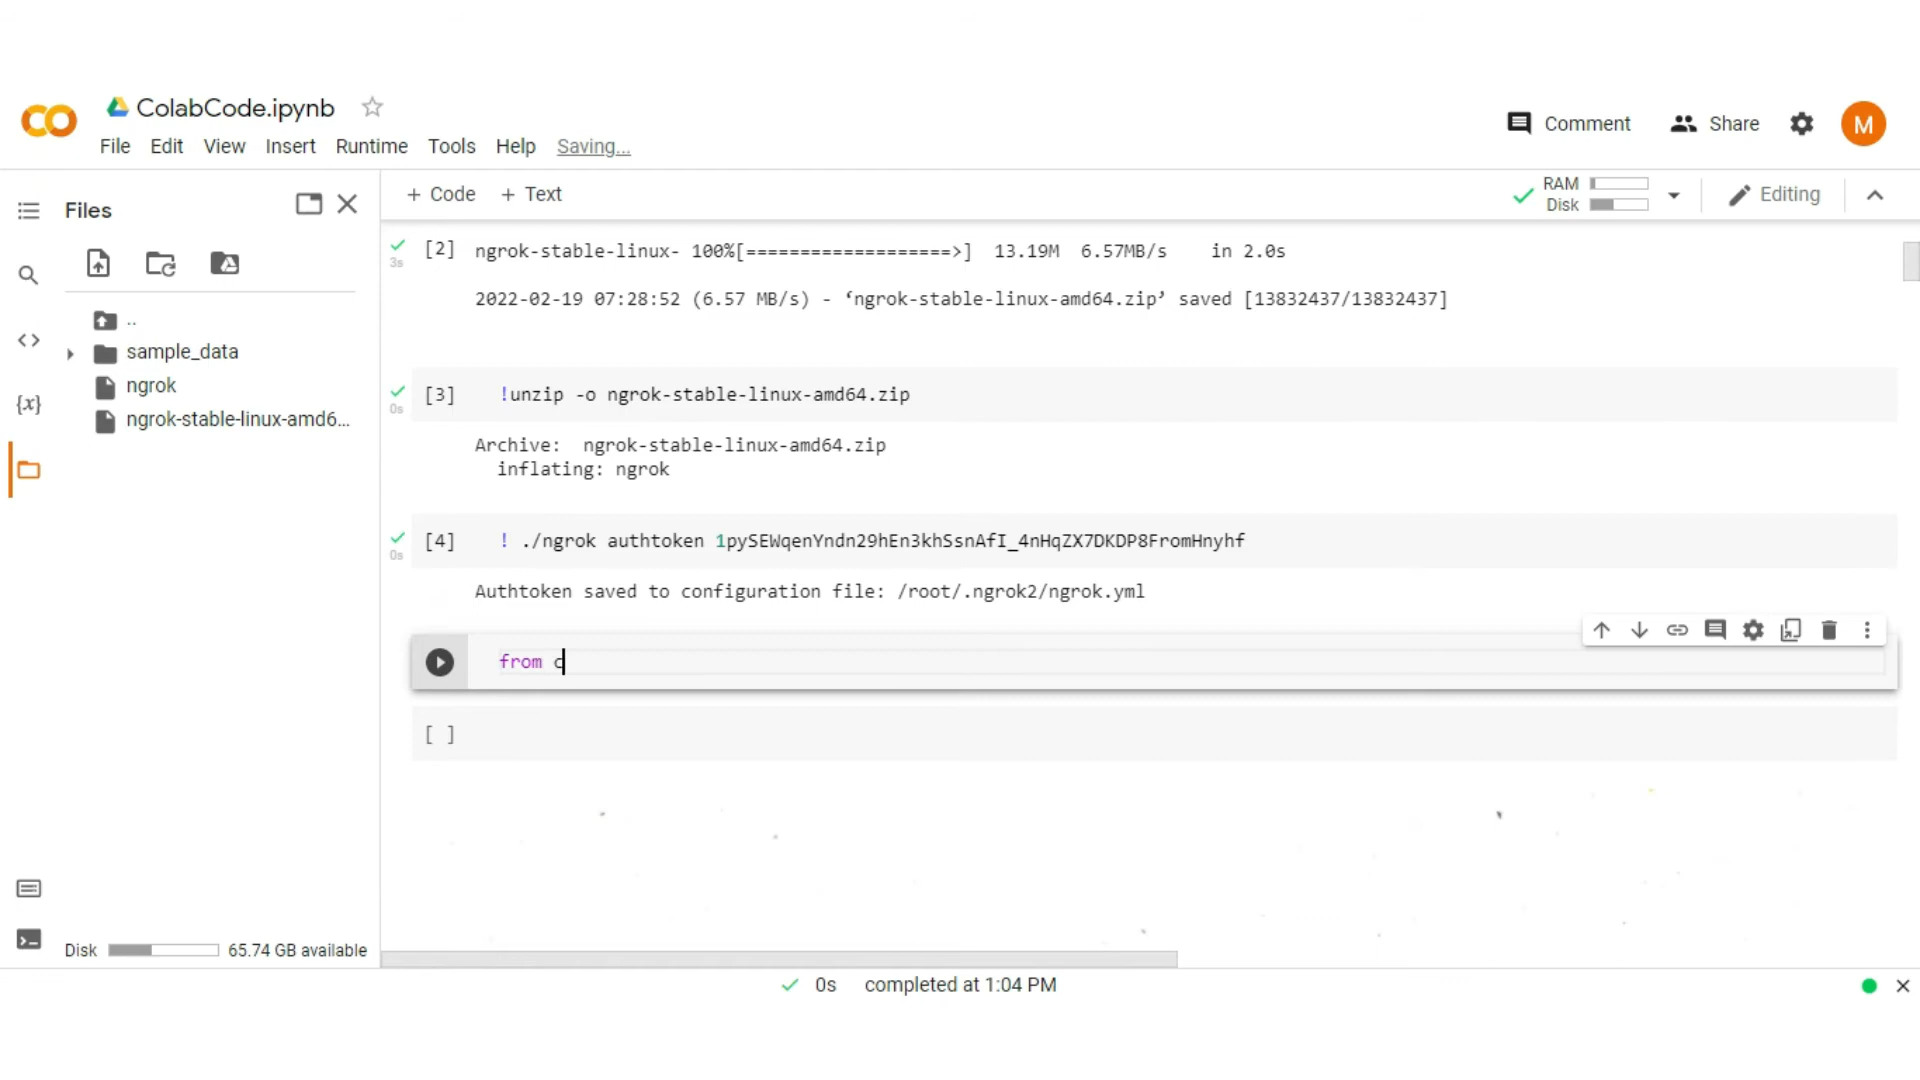 ColabCode.ipynb
File Edit View Insert Runtime Tools Help Saving...
Comment Share M
Files
+ Code + Text
RAM
Disk
Editing
..
sample_data
ngrok
ngrok-stable-linux-amd6...
{x}
[2] ngrok-stable-linux- 100%[===================>] 13.19M 6.57MB/s in 2.0s
3s
2022-02-19 07:28:52 (6.57 MB/s) - ‘ngrok-stable-linux-amd64.zip’ saved [13832437/13832437]
[3] !unzip -o ngrok-stable-linux-amd64.zip
0s
Archive: ngrok-stable-linux-amd64.zip
inflating: ngrok
[4] ! ./ngrok authtoken 1pySEWqenYndn29hEn3khSsnAfI_4nHqZX7DKDP8FromHnyhf
0s
Authtoken saved to configuration file: /root/.ngrok2/ngrok.yml
from c
[ ]
Disk 65.74 GB available
0s completed at 1:04 PM